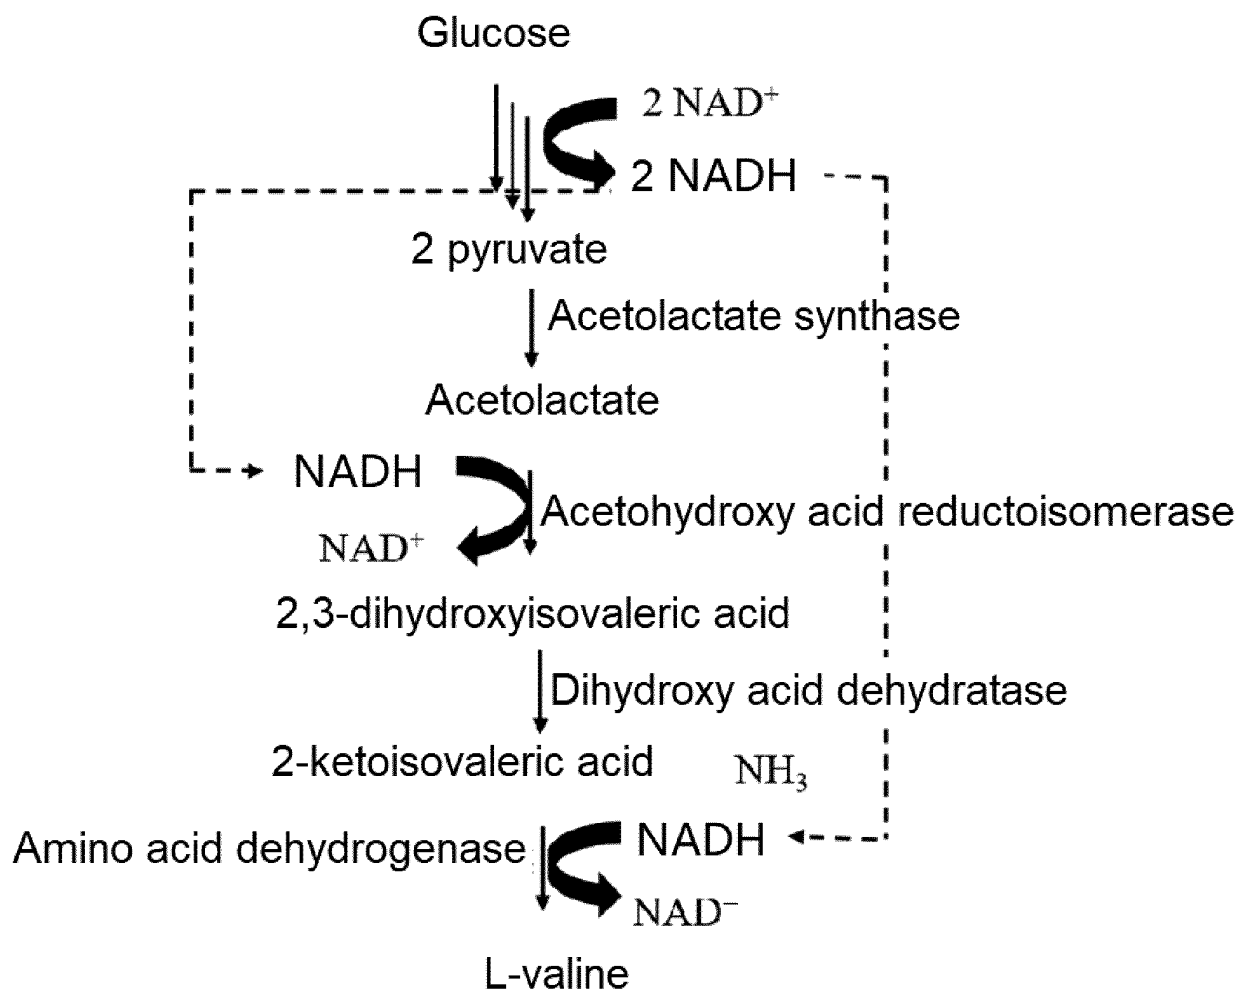 Glucose
2 NAD⁺
2 NADH
2 pyruvate
Acetolactate synthase
Acetolactate
NADH
Acetohydroxy acid reductoisomerase
NAD⁺
2,3-dihydroxyisovaleric acid
Dihydroxy acid dehydratase
2-ketoisovaleric acid
NH₃
NADH
Amino acid dehydrogenase
NAD⁻
L-valine